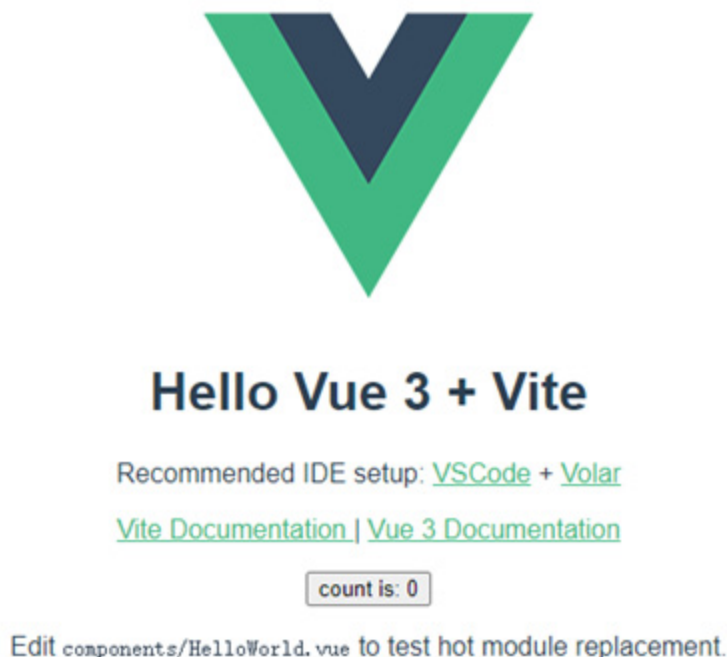 Hello Vue 3 + Vite
Recommended IDE setup: VSCode + Volar
Vite Documentation | Vue 3 Documentation
count is: 0
Edit components/HelloWorld.vue to test hot module replacement.